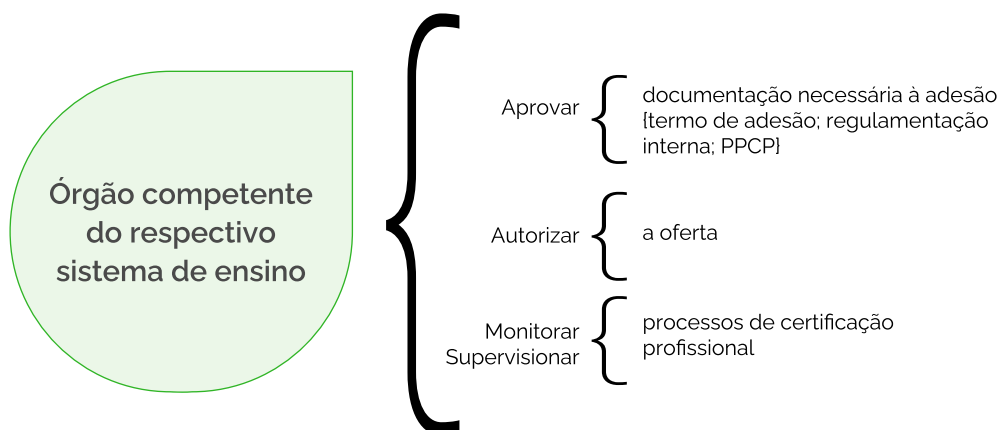 Órgão competente
do respectivo
sistema de ensino
Aprovar
documentação necessária à adesão
{termo de adesão; regulamentação
interna; PPCP}
Autorizar
a oferta
Monitorar
Supervisionar
processos de certificação
profissional